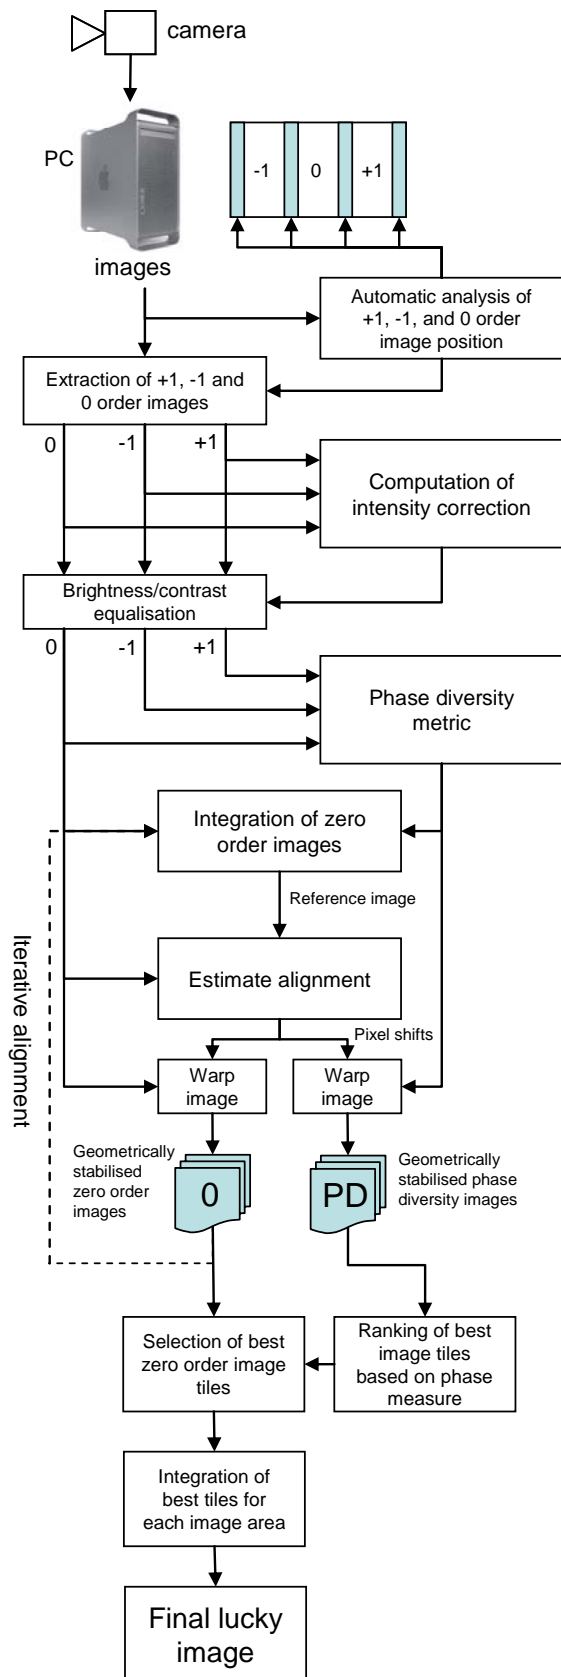 camera
PC
-1 0 +1
images
Automatic analysis of
+1, -1, and 0 order
image position
Extraction of +1, -1 and
0 order images
0 -1 +1
Computation of
intensity correction
Brightness/contrast
equalisation
0 -1 +1
Phase diversity
metric
Integration of zero
order images
Reference image
Iterative alignment
Estimate alignment
Pixel shifts
Warp
image
Warp
image
Geometrically
stabilised
zero order
images
0
PD
Geometrically
stabilised phase
diversity images
Selection of best
zero order image
tiles
Ranking of best
image tiles
based on phase
measure
Integration of
best tiles for
each image area
Final lucky
image